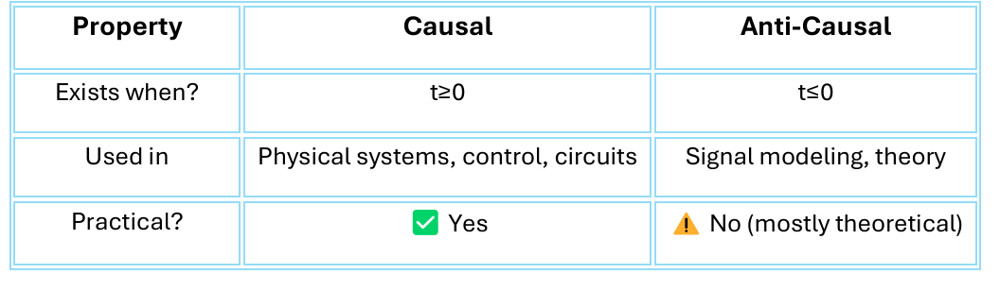 Property Causal Anti-Causal
Exists when? t≥0 t≤0
Used in Physical systems, control, circuits Signal modeling, theory
Practical? ✅ Yes ⚠️ No (mostly theoretical)